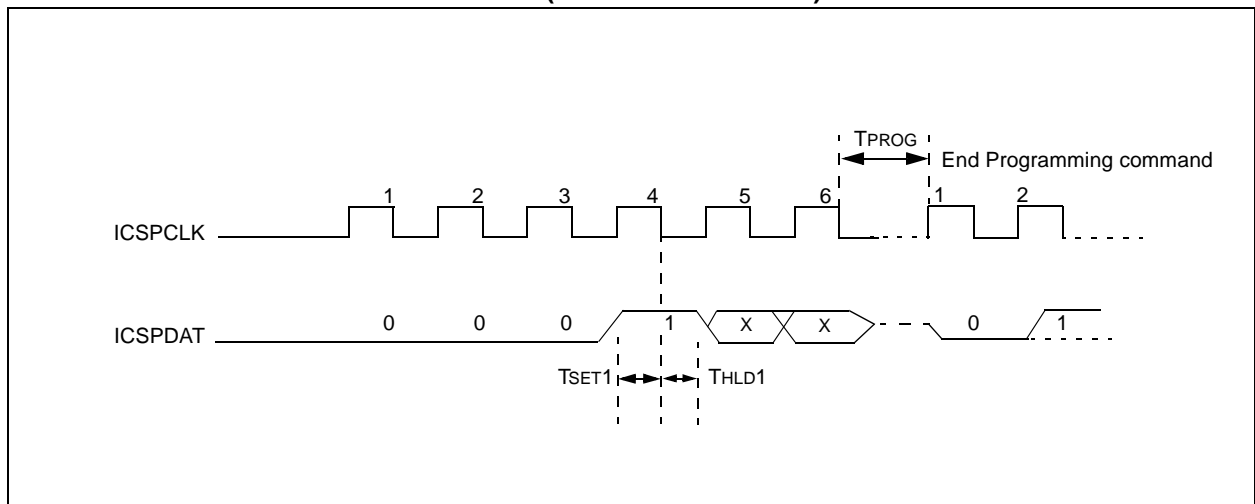 TPROG
End Programming command
1 2 3 4 5 6 1 2
ICSPCLK
0 0 0 1 X X 0 1
ICSPDAT
TSET1 THLD1